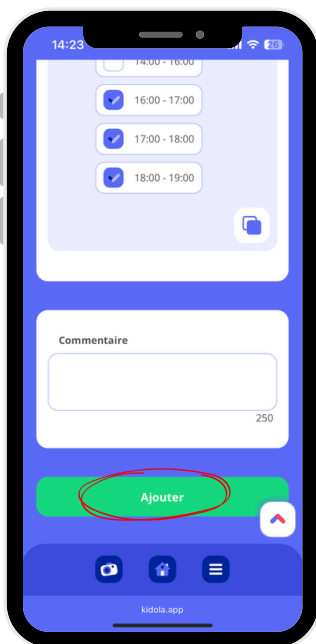 14:23
26
14:00 - 16:00
16:00 - 17:00
17:00 - 18:00
18:00 - 19:00
Commentaire
250
Ajouter
kidola.app